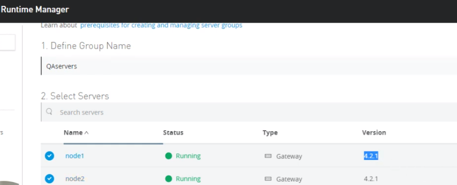 Runtime Manager
Learn about prerequisites for creating and managing server groups
1. Define Group Name
QAservers
2. Select Servers
Search servers
Name Status Type Version
node1 Running Gateway 4.2.1
node2 Running Gateway 4.2.1